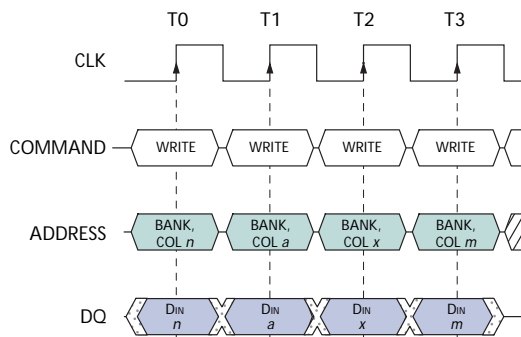 T0 T1 T2 T3
CLK
COMMAND WRITE WRITE WRITE WRITE
ADDRESS
BANK, COL n
BANK, COL a
BANK, COL x
BANK, COL m
DQ
DIN n
DIN a
DIN x
DIN m